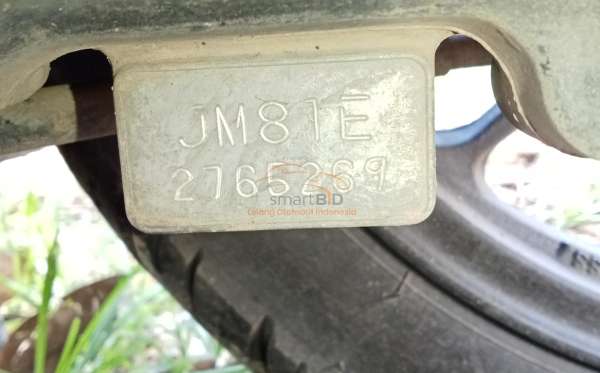 JM81E
2765269
smartBID
Lelang Otomotif Indonesia